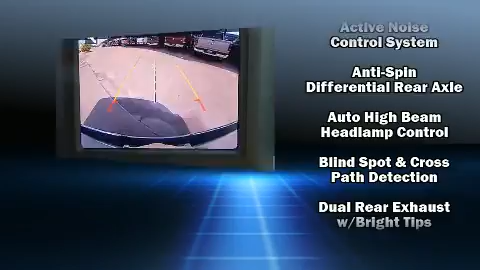 Active Noise
Control System
Anti-Spin
Differential Rear Axle
Auto High Beam
Headlamp Control
Blind Spot & Cross
Path Detection
Dual Rear Exhaust
w/Bright Tips